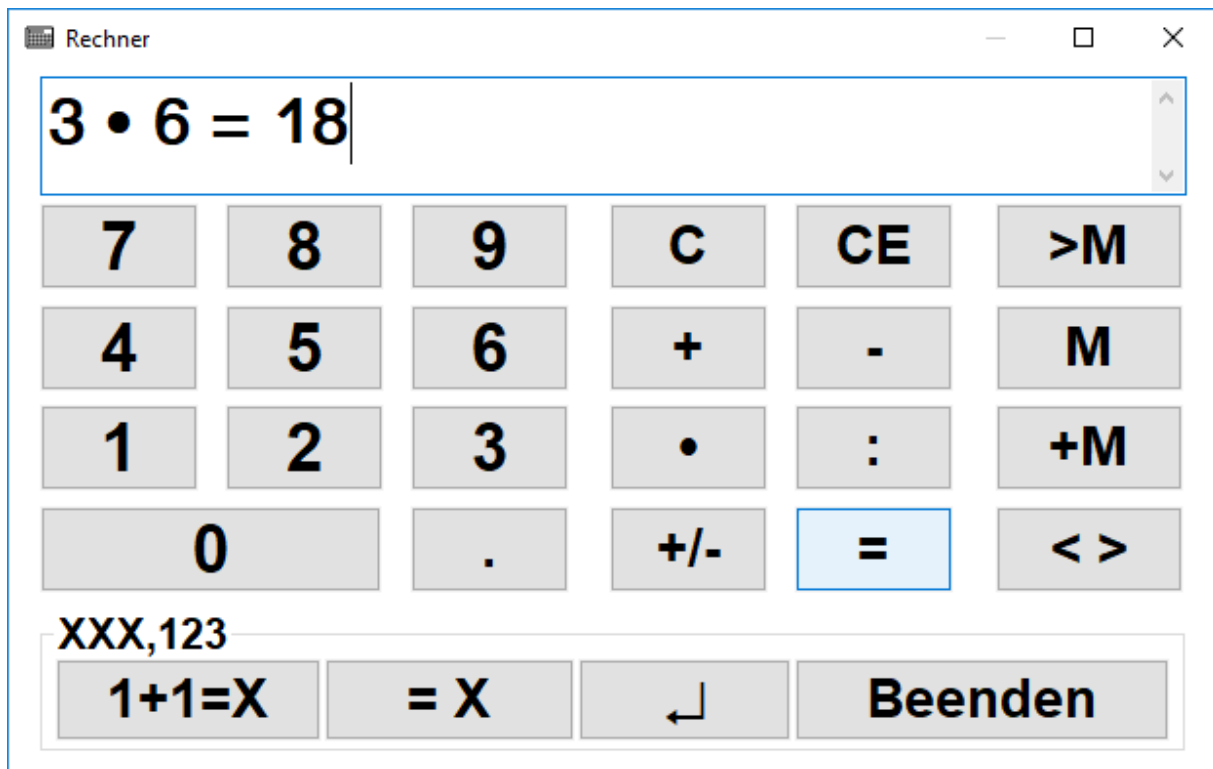 Rechner
3 • 6 = 18
7 8 9 C CE >M
4 5 6 + - M
1 2 3 • : +M
0 . +/- = < >
XXX,123
1+1=X = X ↵ Beenden